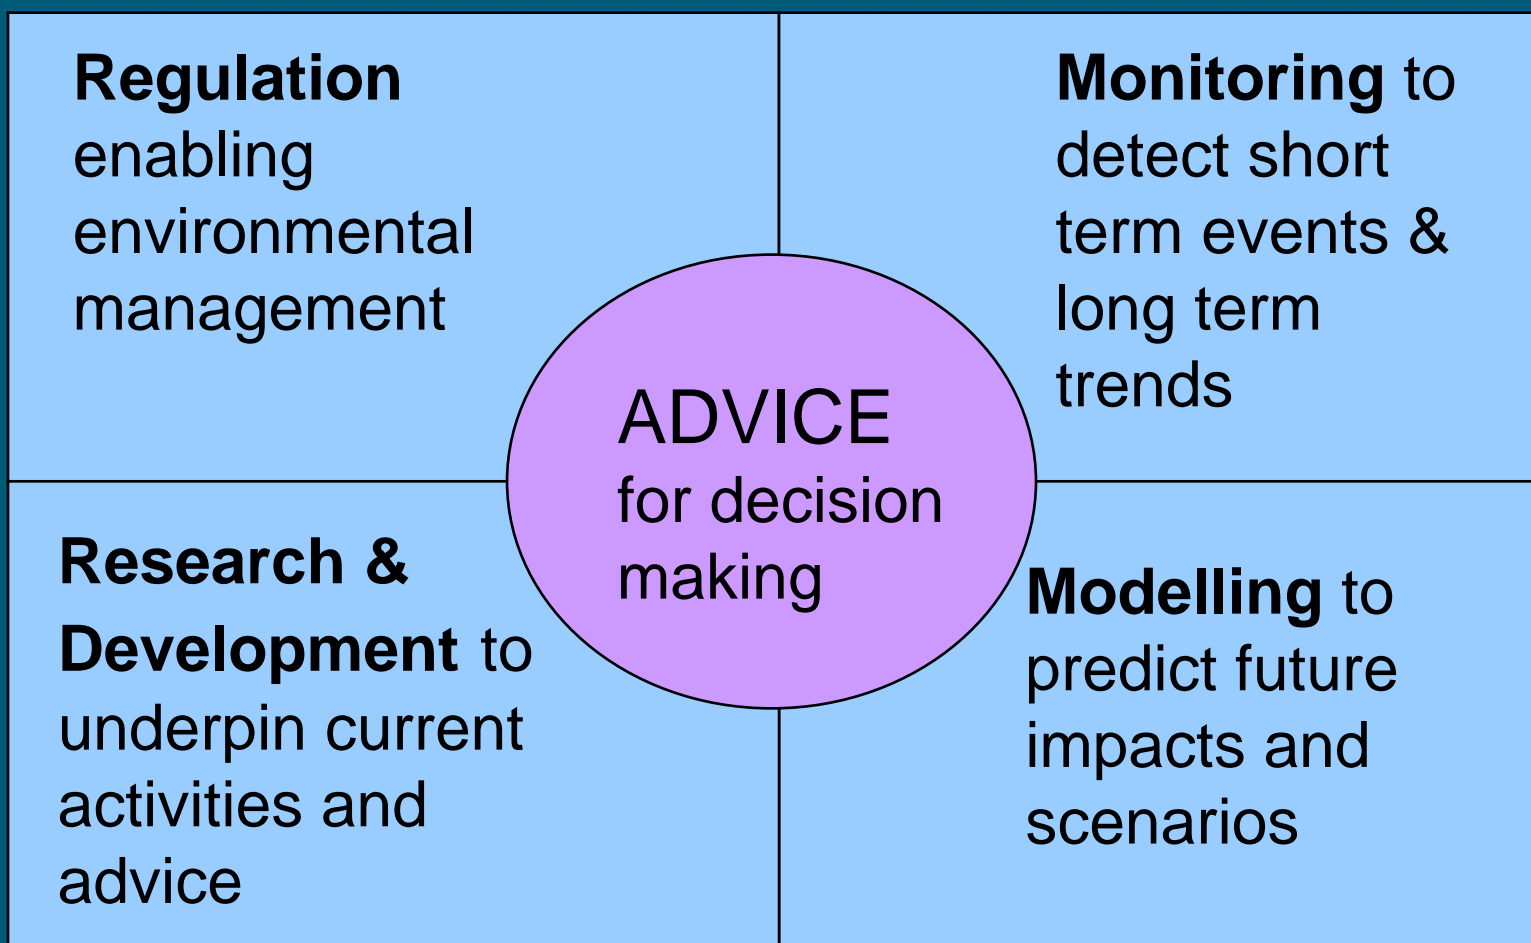 Regulation
enabling
environmental
management
Monitoring to
detect short
term events &
long term
trends
ADVICE
for decision
making
Research &
Development to
underpin current
activities and
advice
Modelling to
predict future
impacts and
scenarios